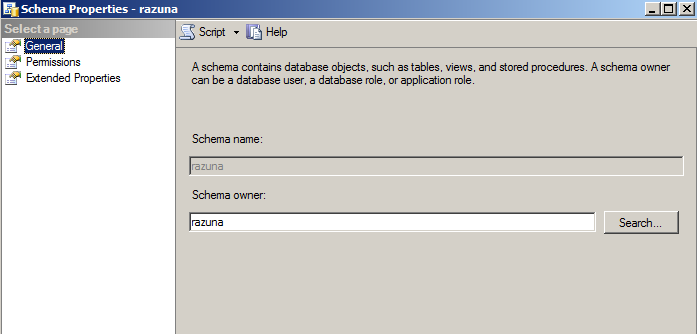 Schema Properties - razuna
Select a page
General
Permissions
Extended Properties
Script
Help
A schema contains database objects, such as tables, views, and stored procedures. A schema owner
can be a database user, a database role, or application role.
Schema name:
razuna
Schema owner:
razuna
Search...